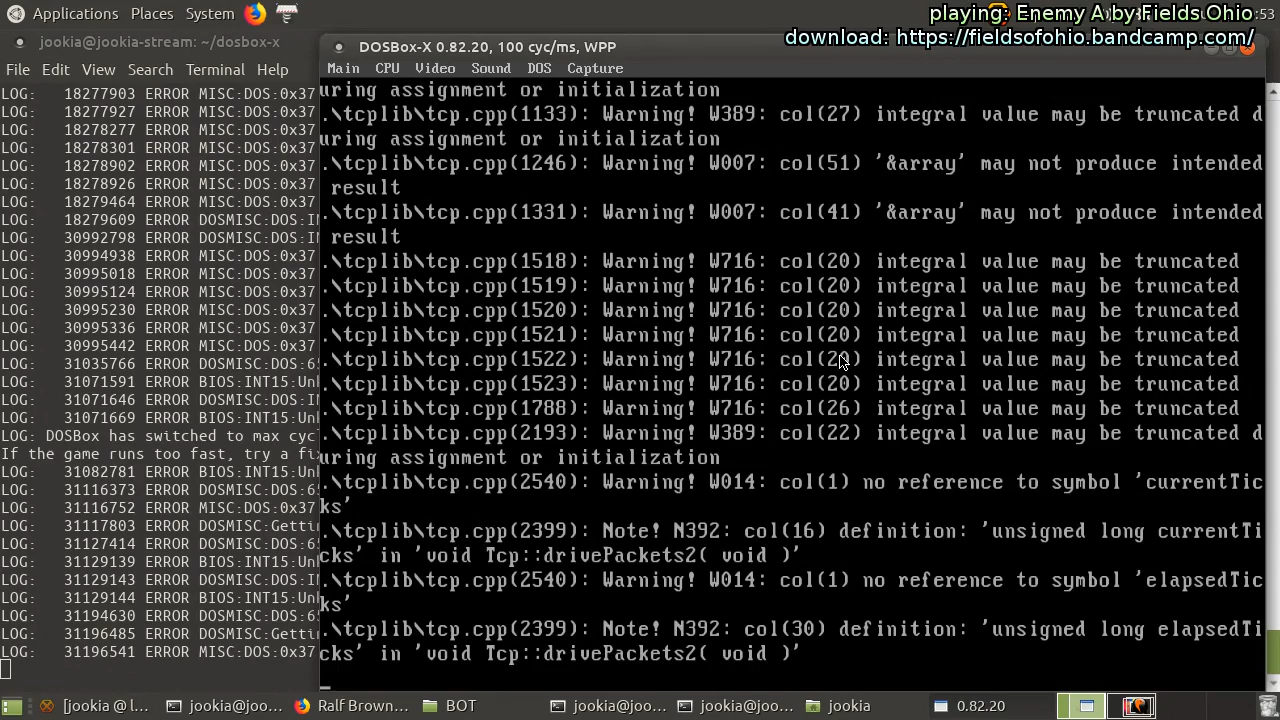 Applications Places System
:53
playing: Enemy A by Fields Ohio
download: https://fieldsofohio.bandcamp.com/
jookia@jookia-stream: ~/dosbox-x
File Edit View Search Terminal Help
LOG: 18277903 ERROR MISC:DOS:0x37
LOG: 18277927 ERROR MISC:DOS:0x37
LOG: 18278277 ERROR MISC:DOS:0x37
LOG: 18278301 ERROR MISC:DOS:0x37
LOG: 18278902 ERROR MISC:DOS:0x37
LOG: 18278926 ERROR MISC:DOS:0x37
LOG: 18279464 ERROR MISC:DOS:0x37
LOG: 18279609 ERROR DOSMISC:DOS:IN
LOG: 30992798 ERROR DOSMISC:DOS:IN
LOG: 30994938 ERROR MISC:DOS:0x37
LOG: 30995018 ERROR MISC:DOS:0x37
LOG: 30995124 ERROR MISC:DOS:0x37
LOG: 30995230 ERROR MISC:DOS:0x37
LOG: 30995336 ERROR MISC:DOS:0x37
LOG: 30995442 ERROR MISC:DOS:0x37
LOG: 31035766 ERROR DOSMISC:DOS:65
LOG: 31071591 ERROR BIOS:INT15:Unk
LOG: 31071646 ERROR DOSMISC:DOS:65
LOG: 31071669 ERROR BIOS:INT15:Unk
LOG: DOSBox has switched to max cyc
If the game runs too fast, try a fix
LOG: 31082781 ERROR BIOS:INT15:Unk
LOG: 31116373 ERROR DOSMISC:DOS:65
LOG: 31116752 ERROR MISC:DOS:0x37
LOG: 31117803 ERROR DOSMISC:Getti
LOG: 31127414 ERROR DOSMISC:DOS:65
LOG: 31129139 ERROR BIOS:INT15:Unk
LOG: 31129143 ERROR DOSMISC:DOS:IN
LOG: 31129144 ERROR BIOS:INT15:Unk
LOG: 31194630 ERROR DOSMISC:DOS:65
LOG: 31196485 ERROR DOSMISC:Getti
LOG: 31196541 ERROR MISC:DOS:0x37
DOSBox-X 0.82.20, 100 cyc/ms, WPP
Main CPU Video Sound DOS Capture
uring assignment or initialization
.\tcplib\tcp.cpp(1133): Warning! W389: col(27) integral value may be truncated d
uring assignment or initialization
.\tcplib\tcp.cpp(1246): Warning! W007: col(51) '&array' may not produce intended
result
.\tcplib\tcp.cpp(1331): Warning! W007: col(41) '&array' may not produce intended
result
.\tcplib\tcp.cpp(1518): Warning! W716: col(20) integral value may be truncated
.\tcplib\tcp.cpp(1519): Warning! W716: col(20) integral value may be truncated
.\tcplib\tcp.cpp(1520): Warning! W716: col(20) integral value may be truncated
.\tcplib\tcp.cpp(1521): Warning! W716: col(20) integral value may be truncated
.\tcplib\tcp.cpp(1522): Warning! W716: col(20) integral value may be truncated
.\tcplib\tcp.cpp(1523): Warning! W716: col(20) integral value may be truncated
.\tcplib\tcp.cpp(1788): Warning! W716: col(26) integral value may be truncated
.\tcplib\tcp.cpp(2193): Warning! W389: col(22) integral value may be truncated d
uring assignment or initialization
.\tcplib\tcp.cpp(2540): Warning! W014: col(1) no reference to symbol 'currentTic
ks'
.\tcplib\tcp.cpp(2399): Note! N392: col(16) definition: 'unsigned long currentTi
cks' in 'void Tcp::drivePackets2( void )'
.\tcplib\tcp.cpp(2540): Warning! W014: col(1) no reference to symbol 'elapsedTic
ks'
.\tcplib\tcp.cpp(2399): Note! N392: col(30) definition: 'unsigned long elapsedTi
cks' in 'void Tcp::drivePackets2( void )'
[jookia @ l... jookia@joo... Ralf Brown... BOT jookia@joo... jookia@joo... jookia 0.82.20